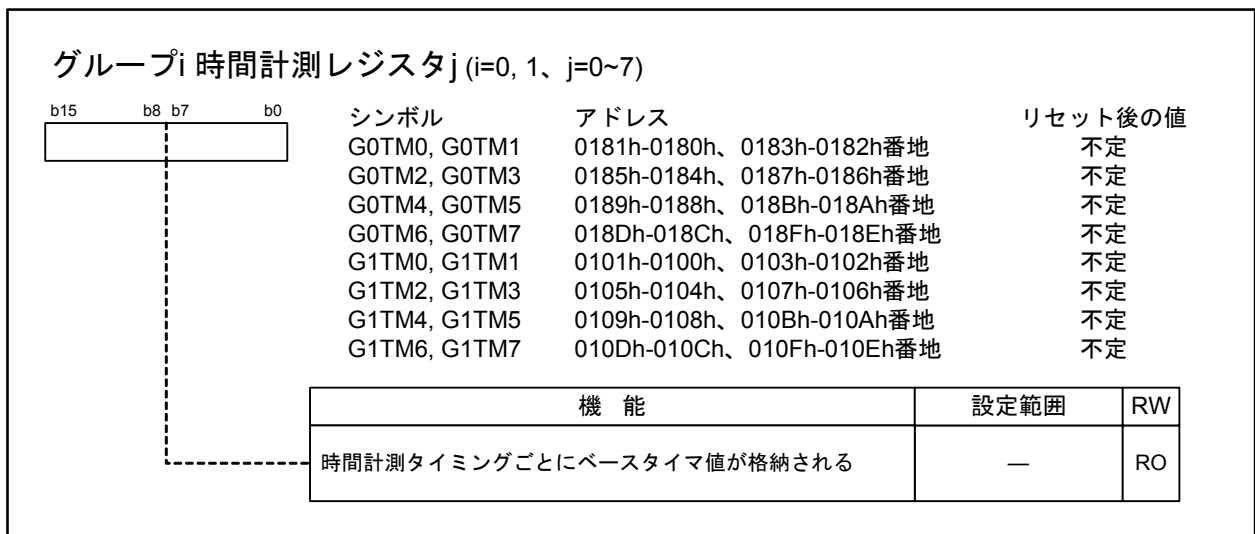 グループi 時間計測レジスタj (i=0, 1、j=0~7)
b15 b8 b7 b0
シンボル アドレス リセット後の値
G0TM0, G0TM1 0181h-0180h、0183h-0182h番地 不定
G0TM2, G0TM3 0185h-0184h、0187h-0186h番地 不定
G0TM4, G0TM5 0189h-0188h、018Bh-018Ah番地 不定
G0TM6, G0TM7 018Dh-018Ch、018Fh-018Eh番地 不定
G1TM0, G1TM1 0101h-0100h、0103h-0102h番地 不定
G1TM2, G1TM3 0105h-0104h、0107h-0106h番地 不定
G1TM4, G1TM5 0109h-0108h、010Bh-010Ah番地 不定
G1TM6, G1TM7 010Dh-010Ch、010Fh-010Eh番地 不定
機 能 設定範囲 RW
時間計測タイミングごとにベースタイマ値が格納される — RO